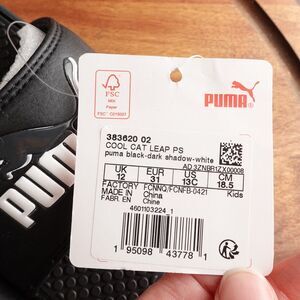 FSC
Mix
Paper
FSC® C019007
PUMA
383620 02
COOL CAT LEAP PS
puma black-dark shadow-white
AD 3ZNBR1ZX00008
UK EUR US CM
12 31 13C 18.5
FACTORY FCNNQ/FCNFB-0421 Kids
MADE IN China
FABR. EN Chine
4601103224 1
1 95098 43778 1
PUMA